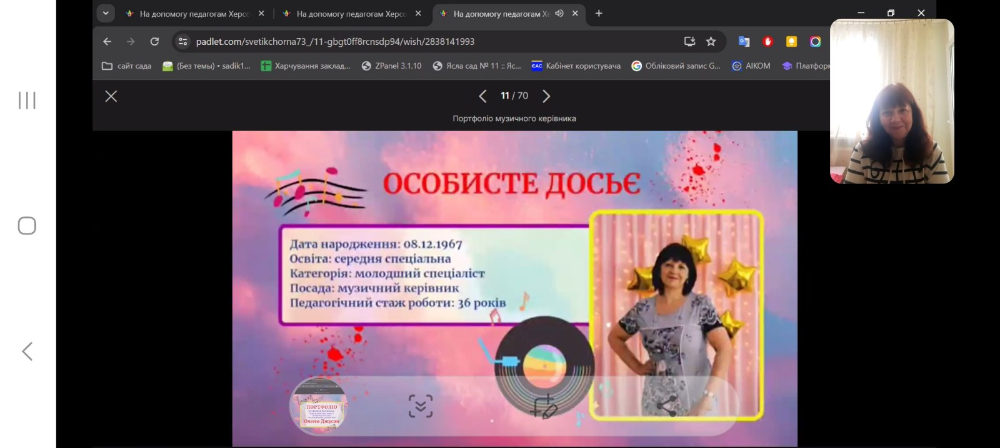 На допомогу педагогам Херсо
На допомогу педагогам Херсо
На допомогу педагогам Хе
padlet.com/svetikchorna73_/11-gbgt0ff8rcnsdp94/wish/2838141993
сайт сада
(Без темы) • sadik1...
Харчування заклад...
ZPanel 3.1.10
Ясла сад № 11 :: Яс...
ЄАС
Кабінет користувача
Обліковий запис G...
АІКОМ
Платформ
11 / 70
Портфоліо музичного керівника
ОСОБИСТЕ ДОСЬЄ
Дата народження: 08.12.1967
Освіта: середня спеціальна
Категорія: молодший спеціаліст
Посада: музичний керівник
Педагогічний стаж роботи: 36 років
ПОРТФОЛІО
Олени Джусан